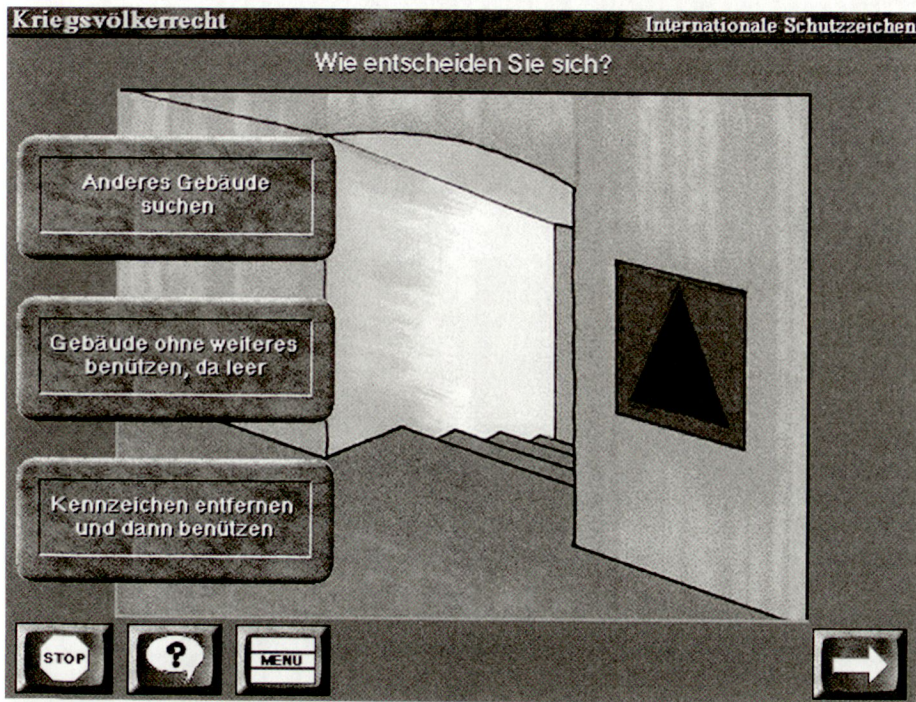 Kriegsvölkerrecht
Internationale Schutzzeichen
Wie entscheiden Sie sich?
Anderes Gebäude
suchen
Gebäude ohne weiteres
benützen, da leer
Kennzeichen entfernen
und dann benützen
STOP
?
MENU